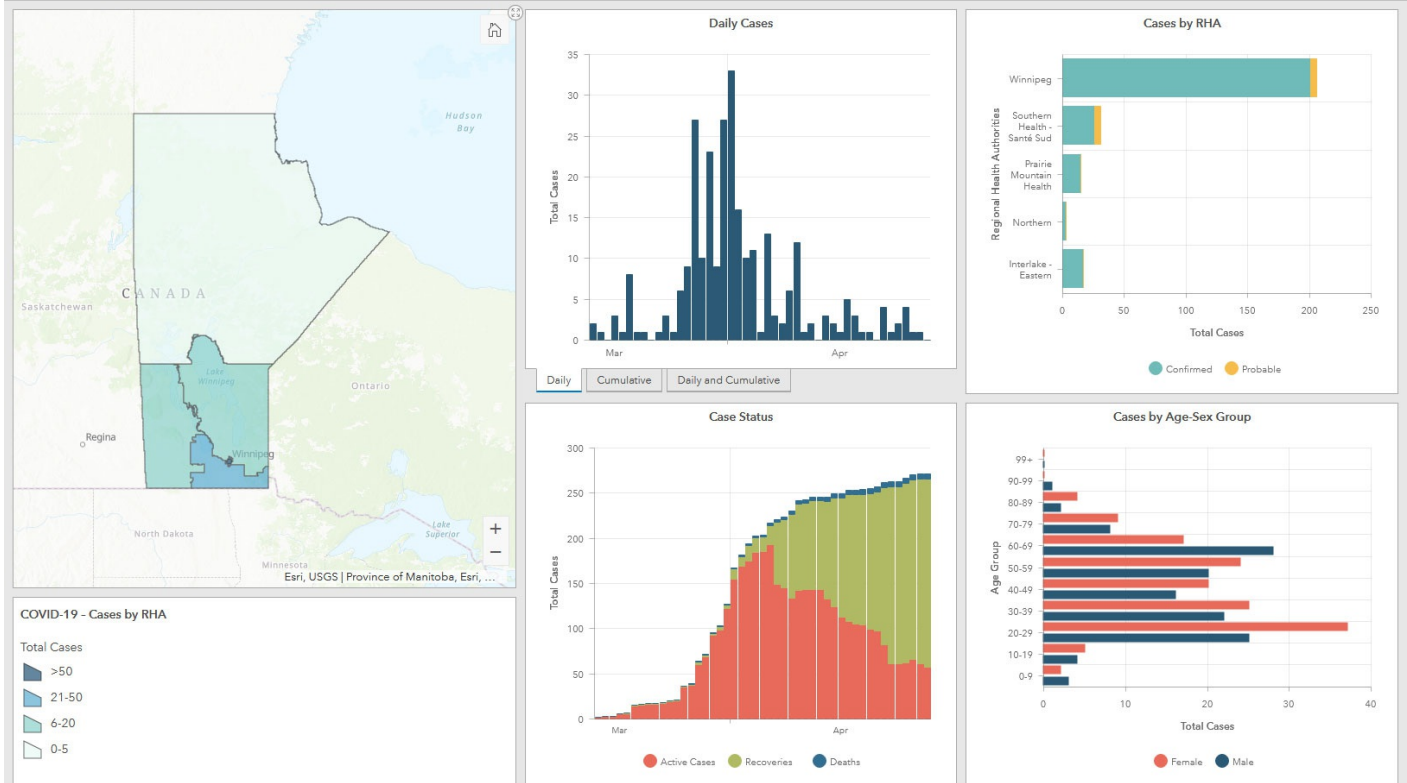 Hudson
Bay
CANADA
Saskatchewan
Lake
Winnipeg
Ontario
Regina
Winnipeg
North Dakota
Lake
Superior
Minnesota
+
−
Esri, USGS | Province of Manitoba, Esri, ...
COVID-19 - Cases by RHA
Total Cases
>50
21-50
6-20
0-5
Daily Cases
Total Cases
35
30
25
20
15
10
5
0
Mar
Apr
Daily
Cumulative
Daily and Cumulative
Cases by RHA
Regional Health Authorities
Winnipeg
Southern
Health -
Santé Sud
Prairie
Mountain
Health
Northern
Interlake -
Eastern
0
50
100
150
200
250
Total Cases
Confirmed
Probable
Case Status
Total Cases
300
250
200
150
100
50
0
Mar
Apr
Active Cases
Recoveries
Deaths
Cases by Age-Sex Group
Age Group
99+
90-99
80-89
70-79
60-69
50-59
40-49
30-39
20-29
10-19
0-9
0
10
20
30
40
Total Cases
Female
Male